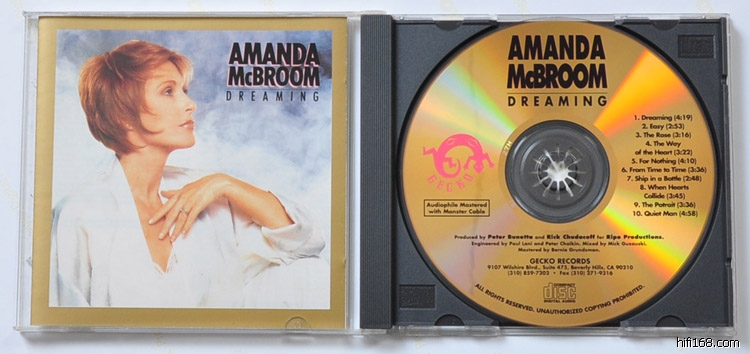 AMANDA
McBROOM
DREAMING
AMANDA
McBROOM
DREAMING
1. Dreaming (4:19)
2. Easy (2:53)
3. The Rose (3:16)
4. The Way
of the Heart (3:22)
5. For Nothing (4:10)
6. From Time to Time (3:36)
7. Ship in a Bottle (2:48)
8. When Hearts
Collide (3:45)
9. The Potrait (3:36)
10. Quiet Man (4:58)
GECKO
Audiophile Mastered
with Monster Cable
Produced by Peter Bunetta and Rick Chudacoff for Ripe Productions.
Engineered by Paul Lani and Peter Chaikin. Mixed by Mick Guzauski.
Mastered by Bernie Grundman.
GECKO RECORDS
9107 Wilshire Blvd., Suite 475, Beverly Hills, CA 90210
(310) 859-7202 • Fax (310) 271-9216
COMPACT
disc
DIGITAL AUDIO
ALL RIGHTS RESERVED. UNAUTHORIZED COPYING PROHIBITED.
hifi168.com